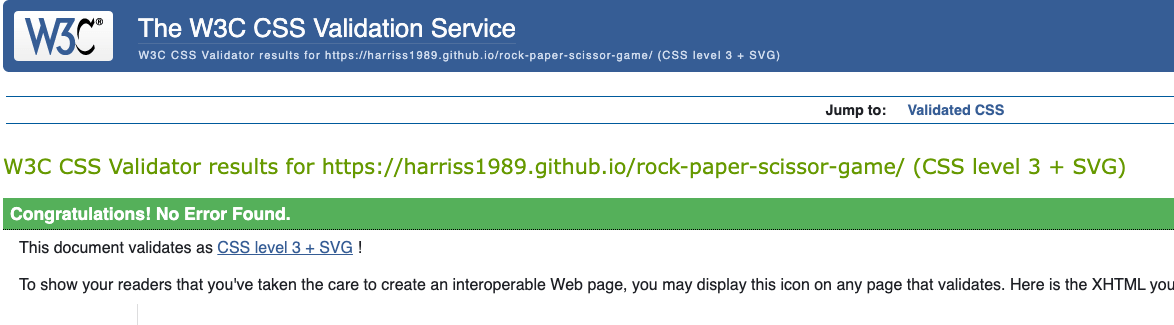 W3C®
The W3C CSS Validation Service
W3C CSS Validator results for https://harriss1989.github.io/rock-paper-scissor-game/ (CSS level 3 + SVG)
Jump to: Validated CSS
W3C CSS Validator results for https://harriss1989.github.io/rock-paper-scissor-game/ (CSS level 3 + SVG)
Congratulations! No Error Found.
This document validates as CSS level 3 + SVG !
To show your readers that you've taken the care to create an interoperable Web page, you may display this icon on any page that validates. Here is the XHTML you